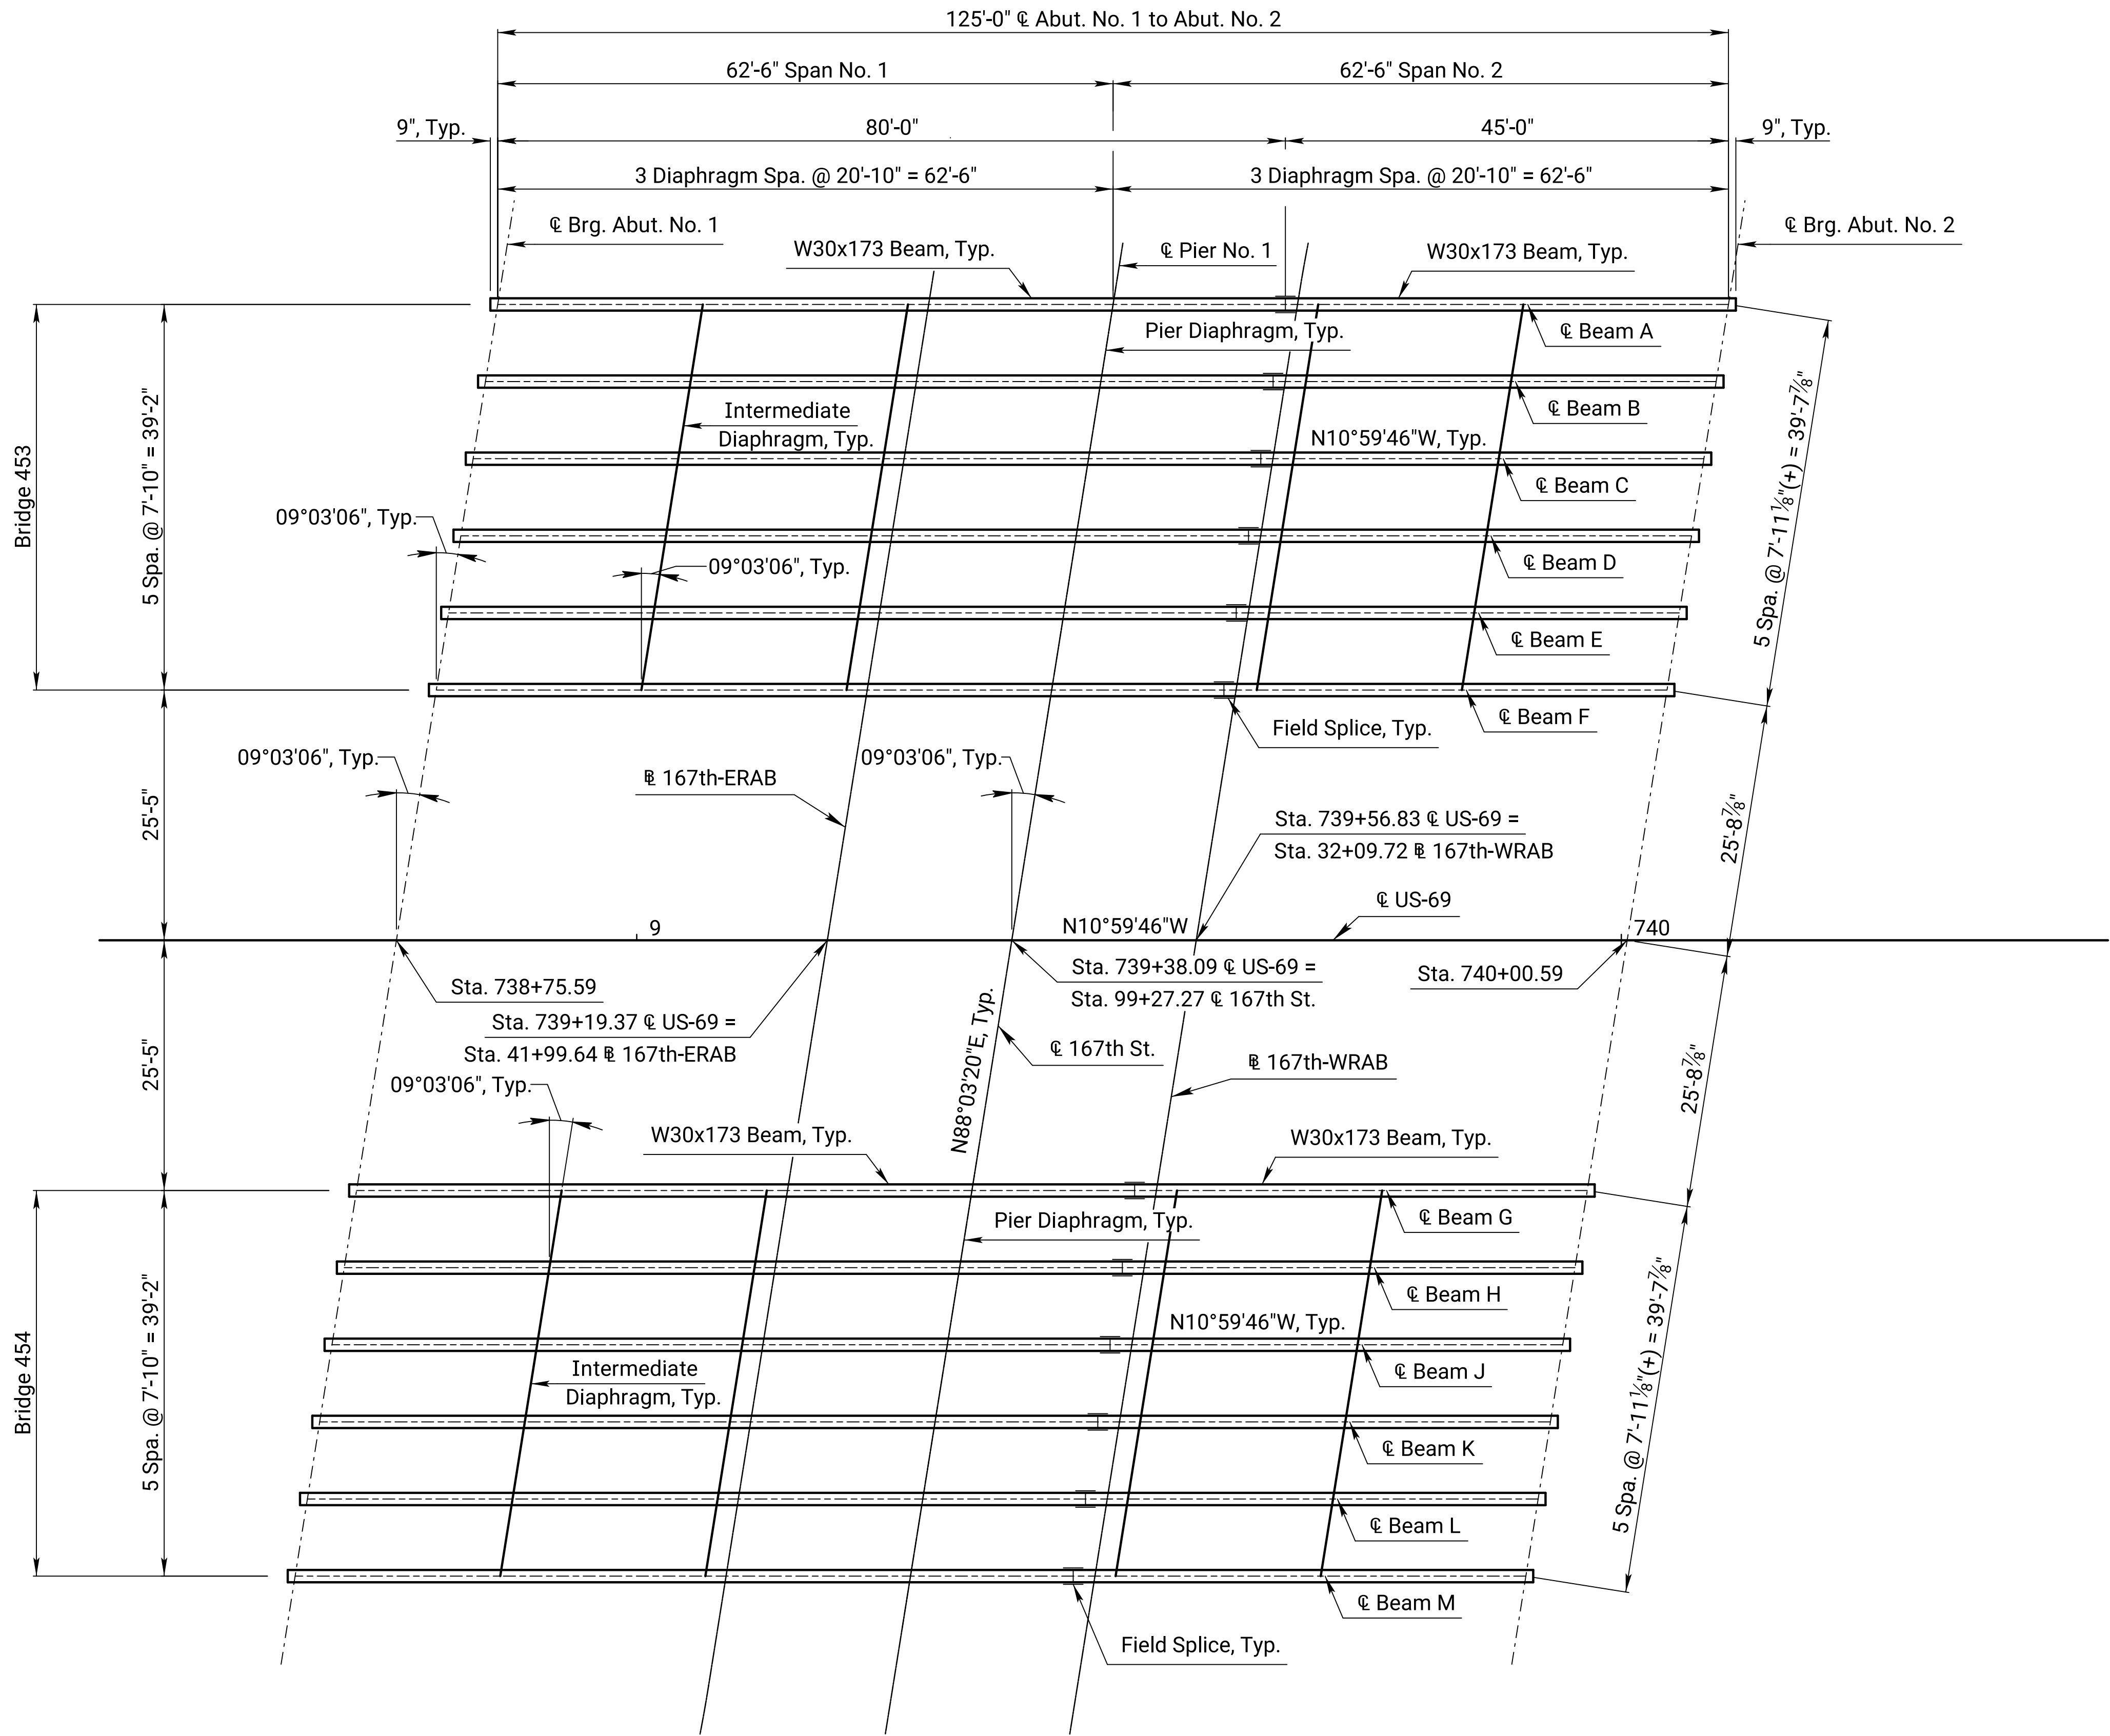 125'-0" ℄ Abut. No. 1 to Abut. No. 2
62'-6" Span No. 1
62'-6" Span No. 2
9", Typ.
80'-0"
45'-0"
9", Typ.
3 Diaphragm Spa. @ 20'-10" = 62'-6"
3 Diaphragm Spa. @ 20'-10" = 62'-6"
℄ Brg. Abut. No. 1
W30x173 Beam, Typ.
℄ Pier No. 1
W30x173 Beam, Typ.
℄ Brg. Abut. No. 2
Pier Diaphragm, Typ.
℄ Beam A
Intermediate
Diaphragm, Typ.
℄ Beam B
N10°59'46"W, Typ.
℄ Beam C
Bridge 453
5 Spa. @ 7'-10" = 39'-2"
5 Spa. @ 7'-11⅛"(+) = 39'-7⅞"
09°03'06", Typ.
09°03'06", Typ.
℄ Beam D
℄ Beam E
℄ Beam F
Field Splice, Typ.
09°03'06", Typ.
℔ 167th-ERAB
09°03'06", Typ.
25'-5"
25'-8⅞"
Sta. 739+56.83 ℄ US-69 =
Sta. 32+09.72 ℔ 167th-WRAB
℄ US-69
9
N10°59'46"W
740
Sta. 738+75.59
Sta. 739+38.09 ℄ US-69 =
Sta. 99+27.27 ℄ 167th St.
Sta. 740+00.59
Sta. 739+19.37 ℄ US-69 =
Sta. 41+99.64 ℔ 167th-ERAB
N88°03'20"E, Typ.
℄ 167th St.
℔ 167th-WRAB
25'-5"
25'-8⅞"
09°03'06", Typ.
W30x173 Beam, Typ.
W30x173 Beam, Typ.
Pier Diaphragm, Typ.
℄ Beam G
℄ Beam H
N10°59'46"W, Typ.
Intermediate
Diaphragm, Typ.
℄ Beam J
Bridge 454
5 Spa. @ 7'-10" = 39'-2"
5 Spa. @ 7'-11⅛"(+) = 39'-7⅞"
℄ Beam K
℄ Beam L
℄ Beam M
Field Splice, Typ.